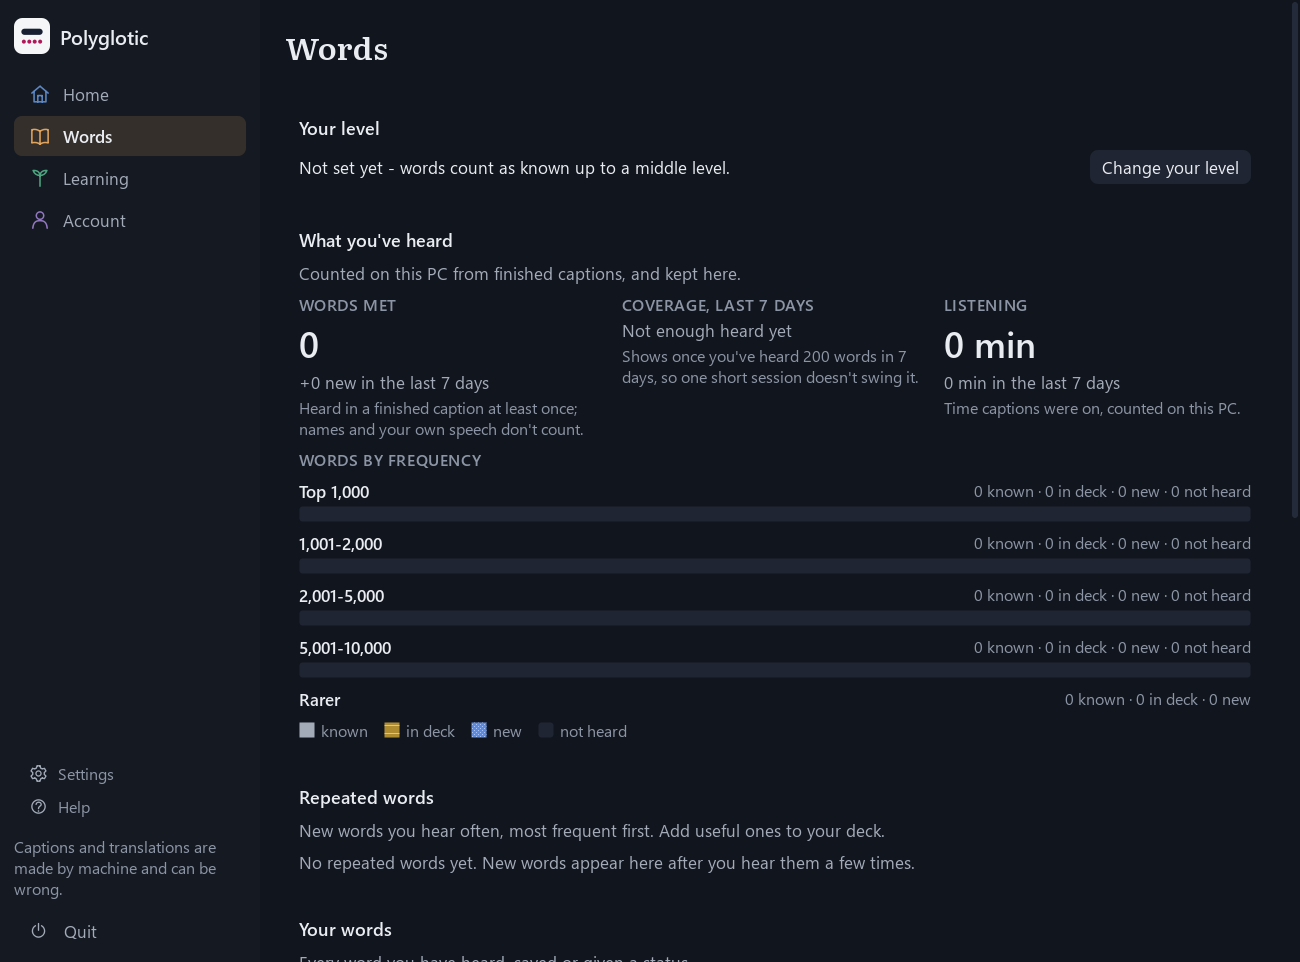 Polyglotic
Home
Words
Learning
Account
Settings
Help
Captions and translations are
made by machine and can be
wrong.
Quit
Words
Your level
Not set yet - words count as known up to a middle level.
Change your level
What you've heard
Counted on this PC from finished captions, and kept here.
WORDS MET
0
+0 new in the last 7 days
Heard in a finished caption at least once;
names and your own speech don't count.
COVERAGE, LAST 7 DAYS
Not enough heard yet
Shows once you've heard 200 words in 7
days, so one short session doesn't swing it.
LISTENING
0 min
0 min in the last 7 days
Time captions were on, counted on this PC.
WORDS BY FREQUENCY
Top 1,000
0 known · 0 in deck · 0 new · 0 not heard
1,001-2,000
0 known · 0 in deck · 0 new · 0 not heard
2,001-5,000
0 known · 0 in deck · 0 new · 0 not heard
5,001-10,000
0 known · 0 in deck · 0 new · 0 not heard
Rarer
0 known · 0 in deck · 0 new
known in deck new not heard
Repeated words
New words you hear often, most frequent first. Add useful ones to your deck.
No repeated words yet. New words appear here after you hear them a few times.
Your words
Every word you have heard, saved or given a status